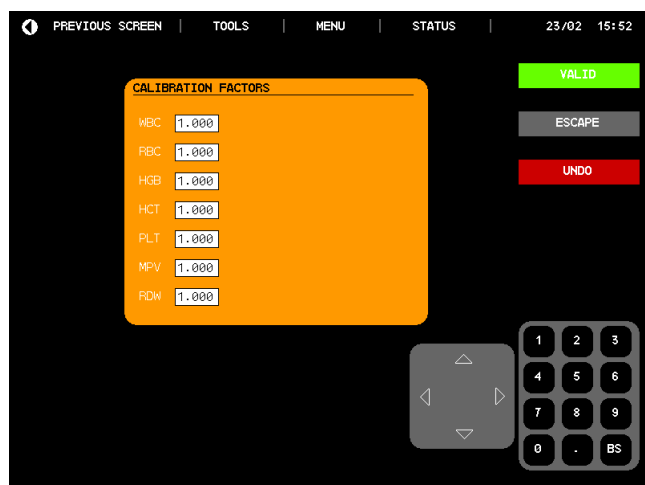 PREVIOUS SCREEN | TOOLS | MENU | STATUS | 23/02 15:52
VALID
CALIBRATION FACTORS
WBC 1.000
ESCAPE
RBC 1.000
UNDO
HGB 1.000
HCT 1.000
PLT 1.000
MPV 1.000
RDW 1.000
1 2 3
4 5 6
7 8 9
0 . BS